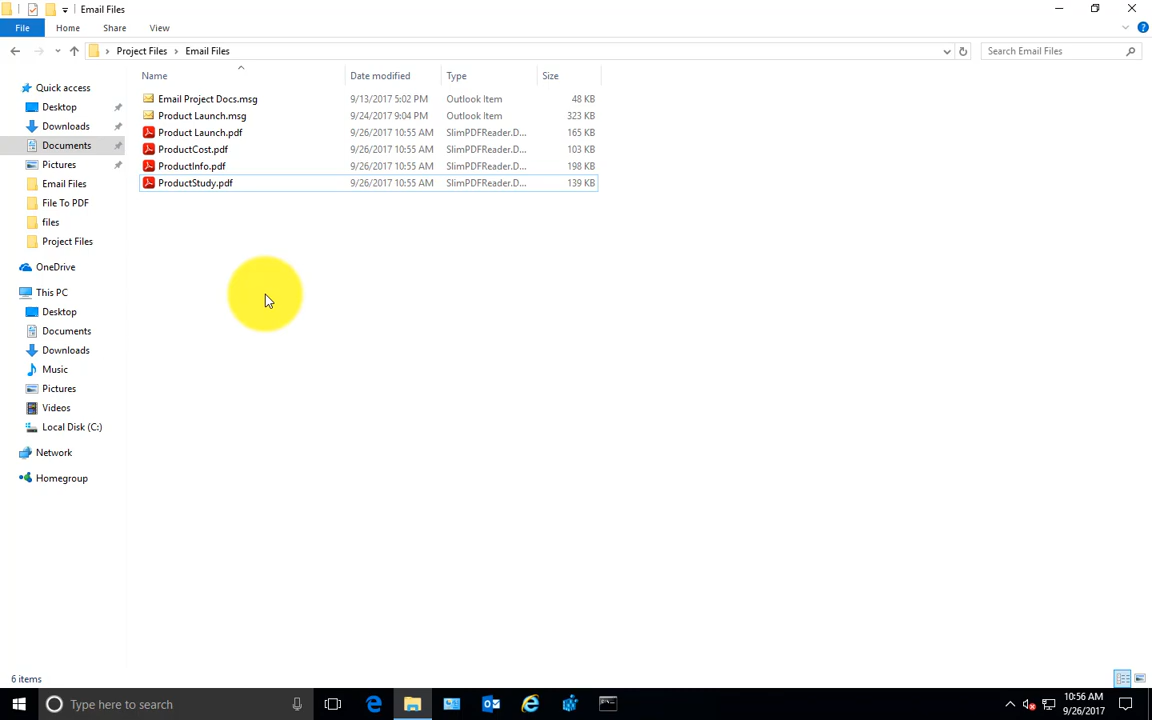 Email Files
File Home Share View
Project Files Email Files Search Email Files
Name Date modified Type Size
Quick access
Desktop
Downloads
Documents
Pictures
Email Files
File To PDF
files
Project Files
OneDrive
This PC
Desktop
Documents
Downloads
Music
Pictures
Videos
Local Disk (C:)
Network
Homegroup
Email Project Docs.msg 9/13/2017 5:02 PM Outlook Item 48 KB
Product Launch.msg 9/24/2017 9:04 PM Outlook Item 323 KB
Product Launch.pdf 9/26/2017 10:55 AM SlimPDFReader.D... 165 KB
ProductCost.pdf 9/26/2017 10:55 AM SlimPDFReader.D... 103 KB
ProductInfo.pdf 9/26/2017 10:55 AM SlimPDFReader.D... 198 KB
ProductStudy.pdf 9/26/2017 10:55 AM SlimPDFReader.D... 139 KB
6 items
Type here to search
10:56 AM
9/26/2017